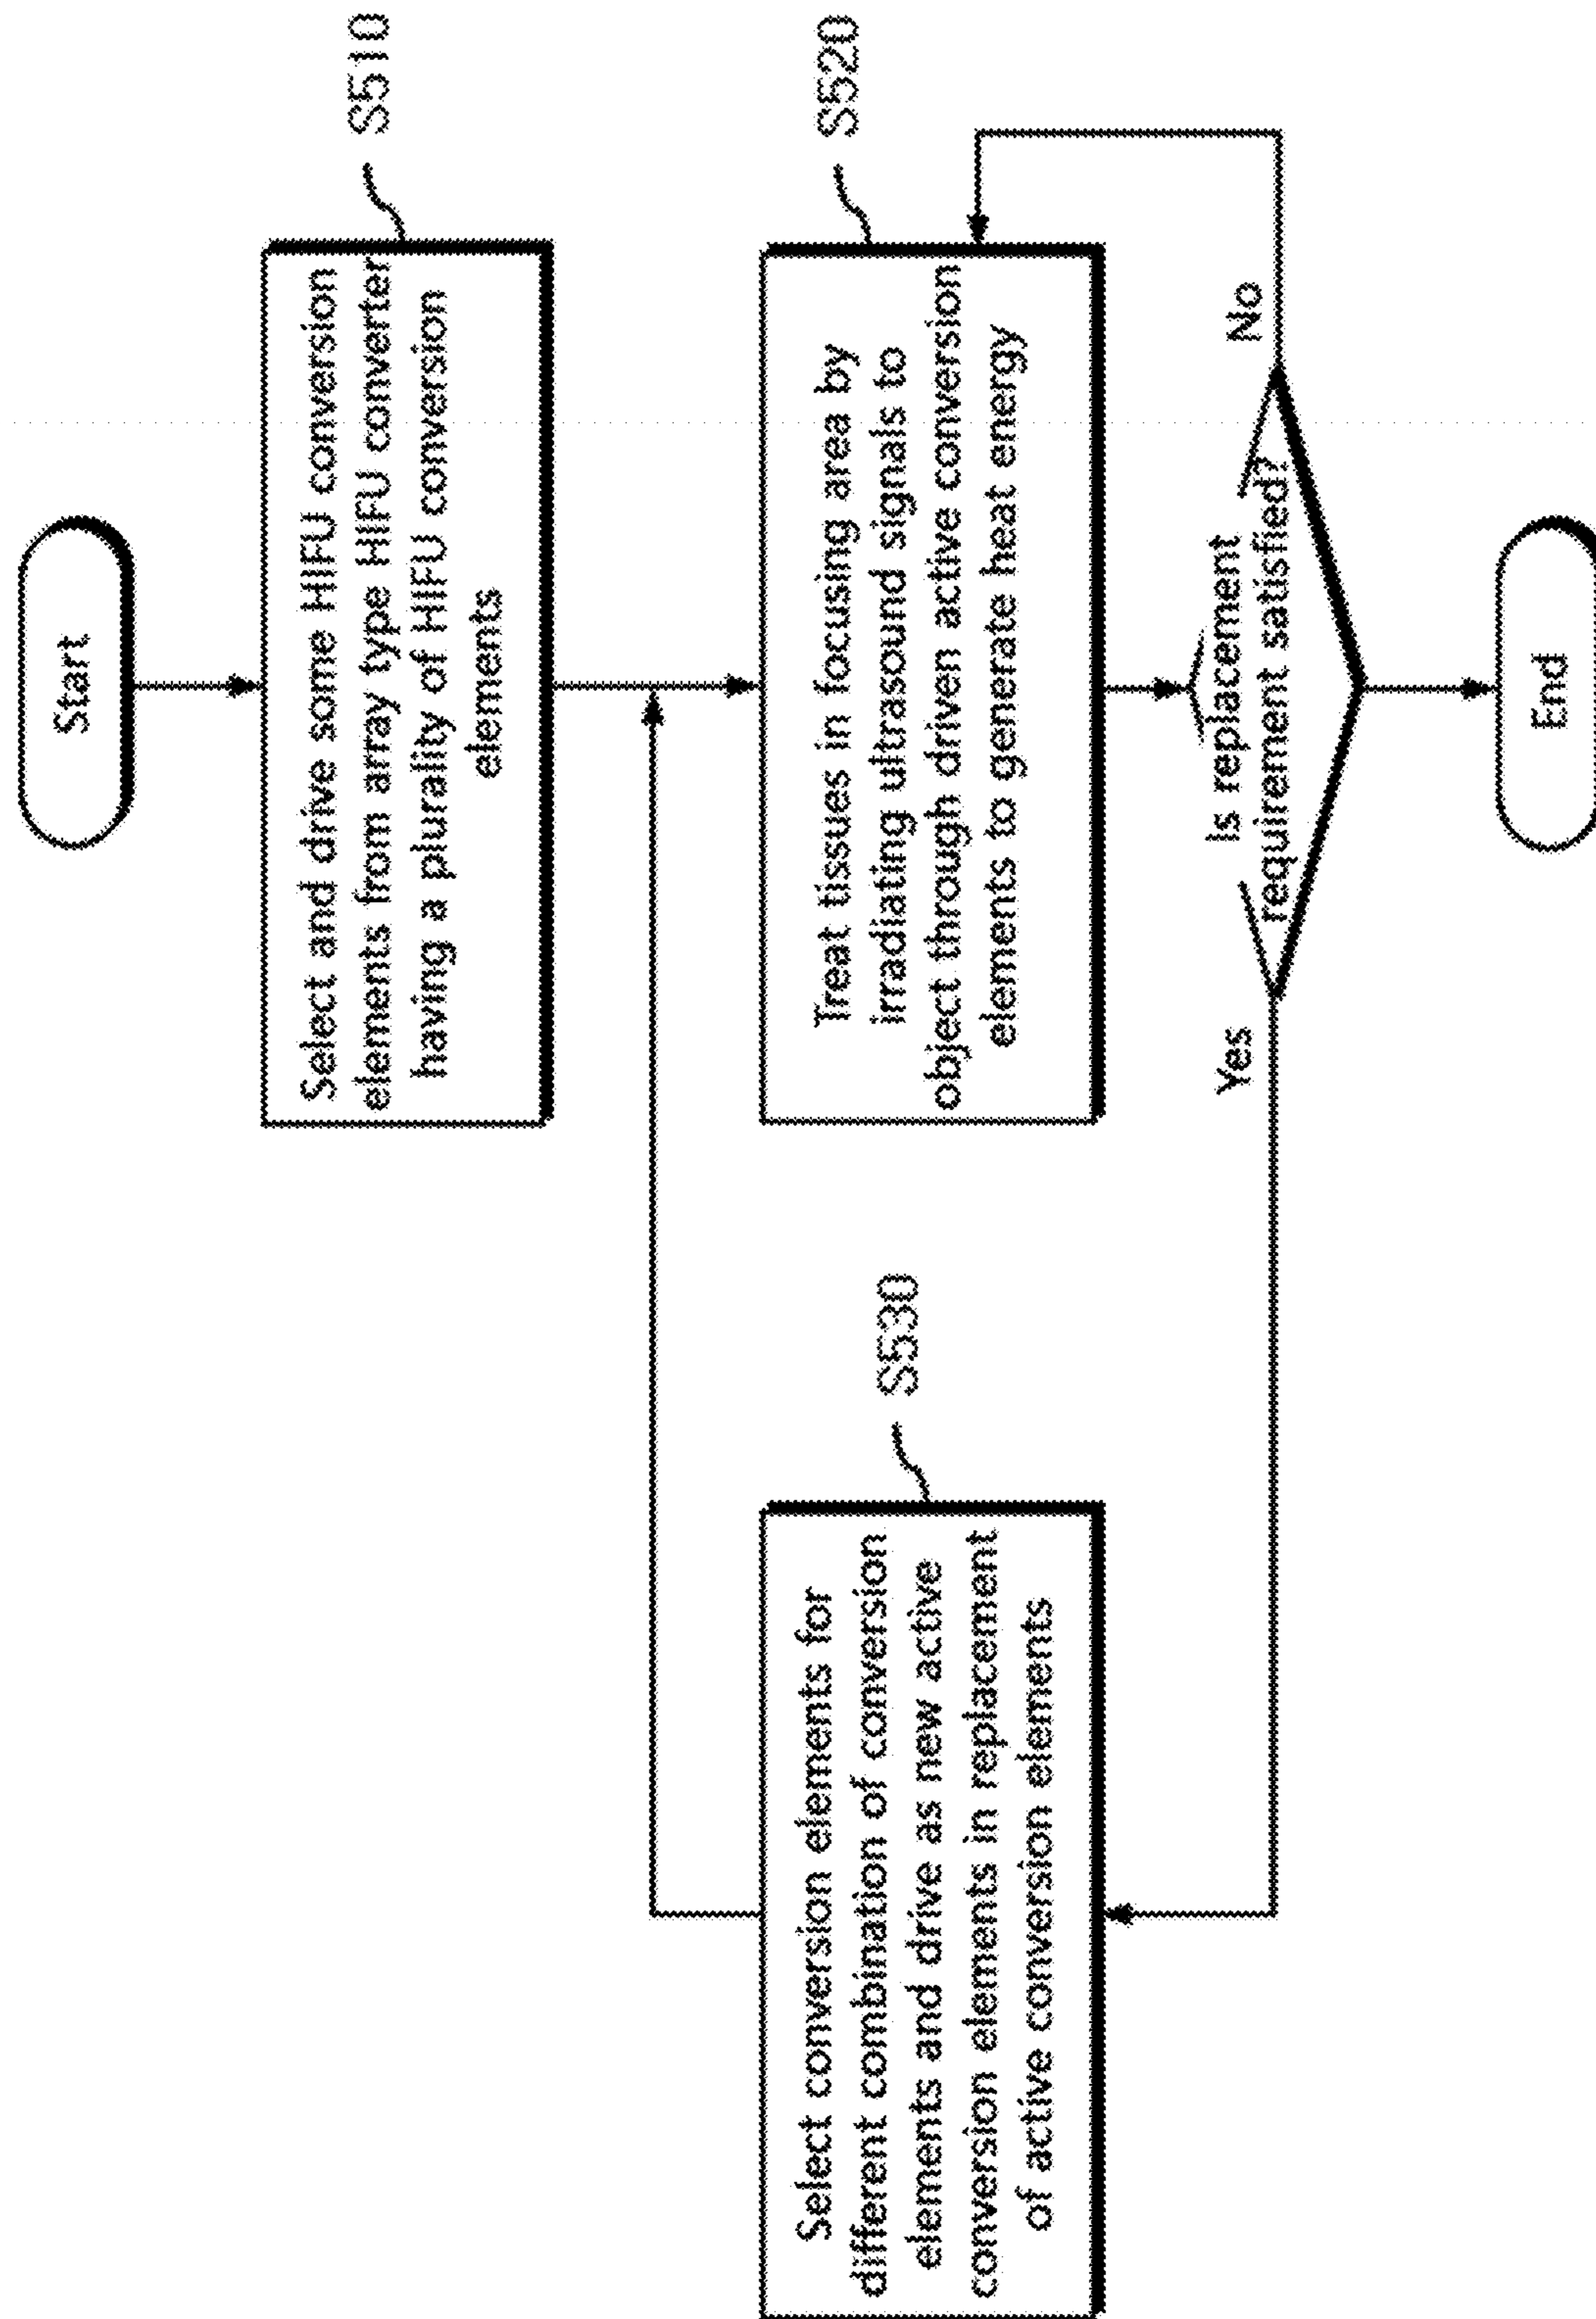 Start
S510
Select and drive some HIFU conversion
elements from array type HIFU converter
having a plurality of HIFU conversion
elements
S520
Treat tissues in focusing area by
irradiating ultrasound signals to
object through driven active conversion
elements to generate heat energy
S530
Select conversion elements for
different combination of conversion
elements and drive as new active
conversion elements in replacement
of active conversion elements
Yes
Is replacement
requirement satisfied?
No
End